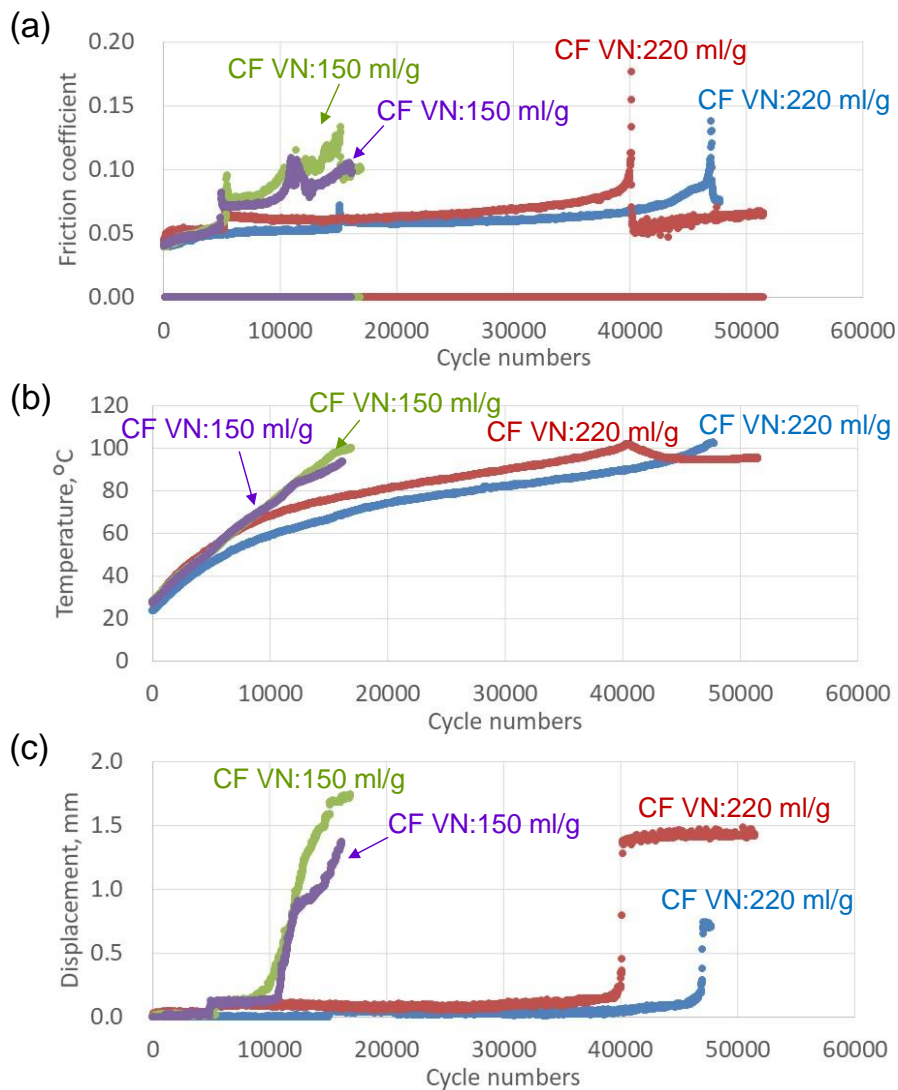 (a)
0.20
0.15
0.10
0.05
0.00
Friction coefficient
CF VN:150 ml/g
CF VN:150 ml/g
CF VN:220 ml/g
CF VN:220 ml/g
0 10000 20000 30000 40000 50000 60000
Cycle numbers
(b)
120
100
80
60
40
20
0
Temperature, °C
CF VN:150 ml/g
CF VN:150 ml/g
CF VN:220 ml/g
CF VN:220 ml/g
0 10000 20000 30000 40000 50000 60000
Cycle numbers
(c)
2.0
1.5
1.0
0.5
0.0
Displacement, mm
CF VN:150 ml/g
CF VN:150 ml/g
CF VN:220 ml/g
CF VN:220 ml/g
0 10000 20000 30000 40000 50000 60000
Cycle numbers